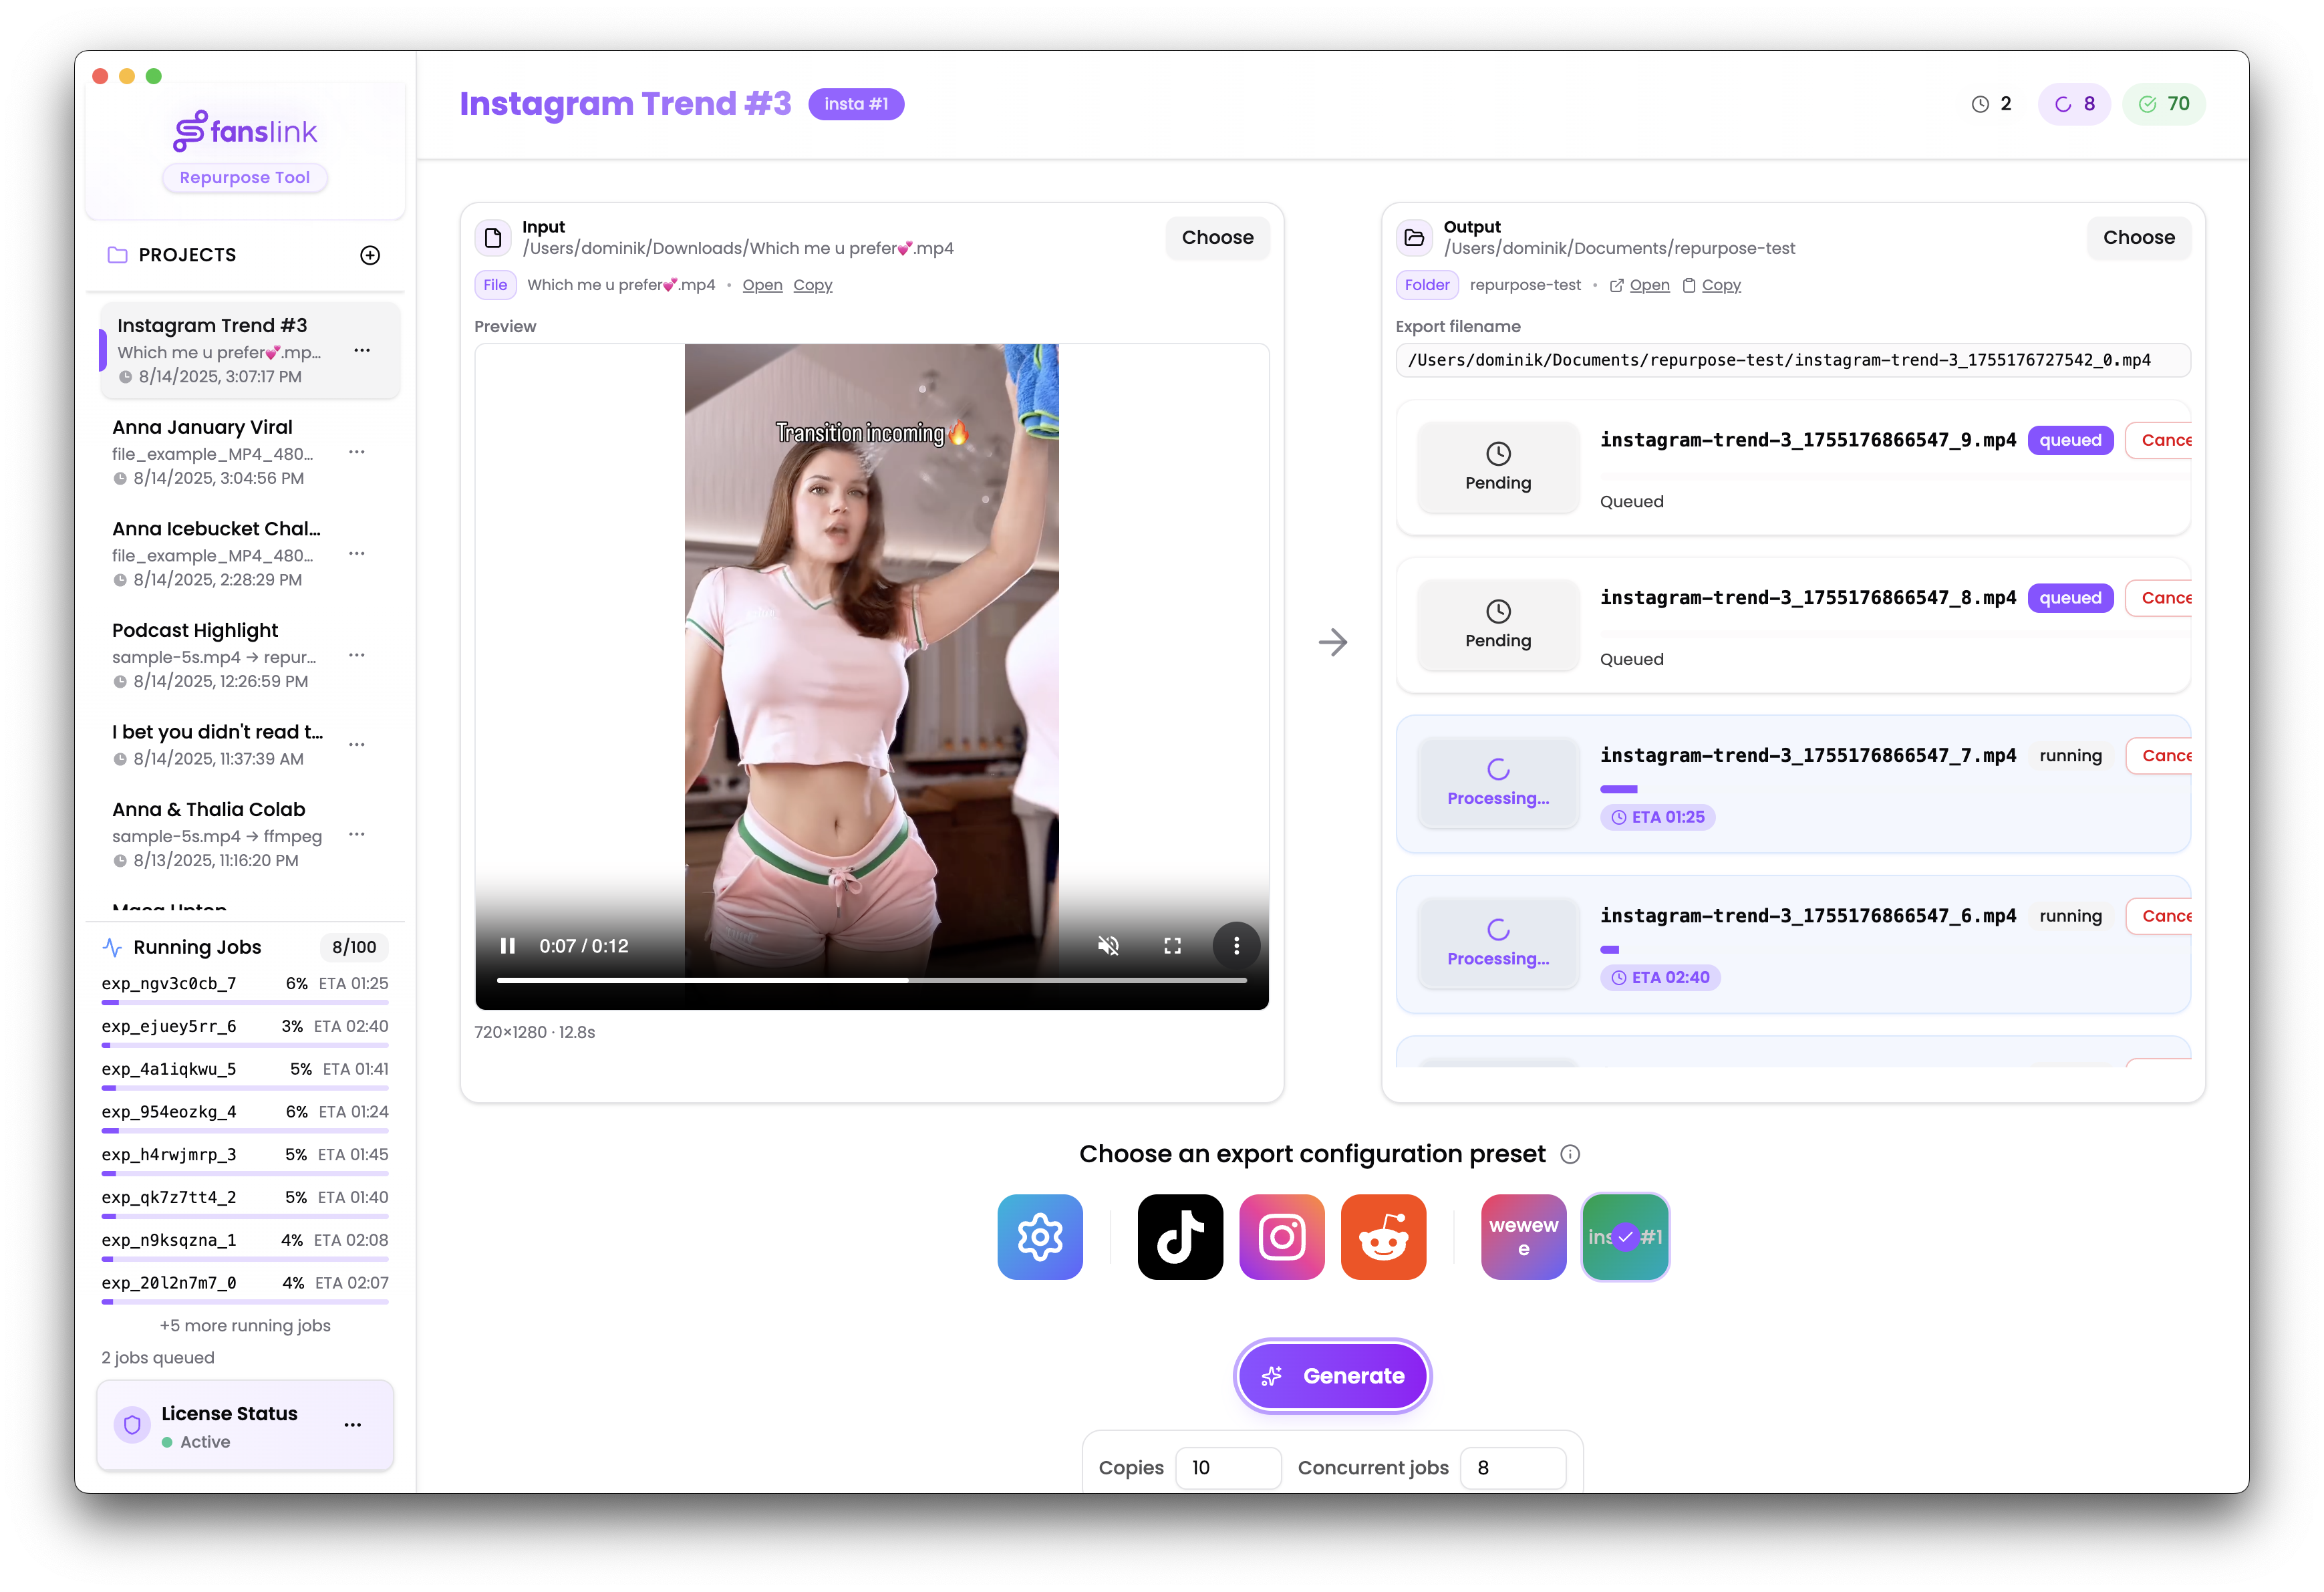 fanslink
Repurpose Tool
PROJECTS
Instagram Trend #3
Which me u prefer💕.mp...
8/14/2025, 3:07:17 PM
Anna January Viral
file_example_MP4_480...
8/14/2025, 3:04:56 PM
Anna Icebucket Chal...
file_example_MP4_480...
8/14/2025, 2:28:29 PM
Podcast Highlight
sample-5s.mp4 → repur...
8/14/2025, 12:26:59 PM
I bet you didn't read t...
8/14/2025, 11:37:39 AM
Anna & Thalia Colab
sample-5s.mp4 → ffmpeg
8/13/2025, 11:16:20 PM
Running Jobs 8/100
exp_ngv3c0cb_7 6% ETA 01:25
exp_ejuey5rr_6 3% ETA 02:40
exp_4a1iqkwu_5 5% ETA 01:41
exp_954eozkg_4 6% ETA 01:24
exp_h4rwjmrp_3 5% ETA 01:45
exp_qk7z7tt4_2 5% ETA 01:40
exp_n9ksqzna_1 4% ETA 02:08
exp_20l2n7m7_0 4% ETA 02:07
+5 more running jobs
2 jobs queued
License Status
Active
Instagram Trend #3 insta #1
2 8 70
Input
/Users/dominik/Downloads/Which me u prefer💕.mp4
Choose
File Which me u prefer💕.mp4 • Open Copy
Preview
Transition incoming🔥
0:07 / 0:12
720×1280 · 12.8s
Output
/Users/dominik/Documents/repurpose-test
Choose
Folder repurpose-test • Open Copy
Export filename
/Users/dominik/Documents/repurpose-test/instagram-trend-3_1755176727542_0.mp4
Pending
instagram-trend-3_1755176866547_9.mp4 queued Cance
Queued
Pending
instagram-trend-3_1755176866547_8.mp4 queued Cance
Queued
Processing...
instagram-trend-3_1755176866547_7.mp4 running Cance
ETA 01:25
Processing...
instagram-trend-3_1755176866547_6.mp4 running Cance
ETA 02:40
Choose an export configuration preset
wewew
e
ins #1
Generate
Copies 10 Concurrent jobs 8